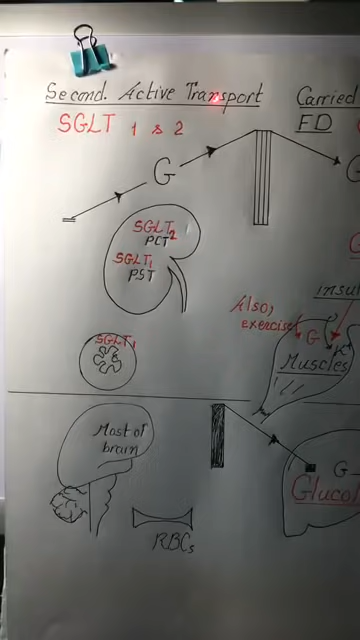 Second. Active Transport
SGLT 1 & 2
G
SGLT2
PCT
SGLT1
PST
SGLT1
Most of
brain
RBCs
Carried
FD
G
Also,
exercise
G
K+
Muscles
G